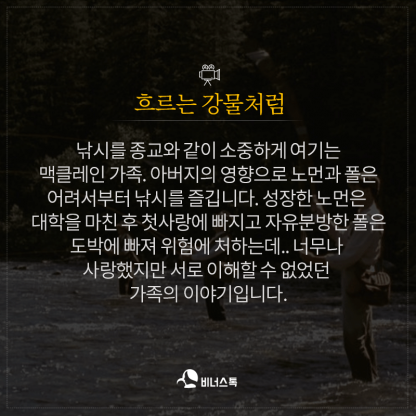 흐르는 강물처럼
낚시를 종교와 같이 소중하게 여기는
맥클레인 가족. 아버지의 영향으로 노먼과 폴은
어려서부터 낚시를 즐깁니다. 성장한 노먼은
대학을 마친 후 첫사랑에 빠지고 자유분방한 폴은
도박에 빠져 위험에 처하는데.. 너무나
사랑했지만 서로 이해할 수 없었던
가족의 이야기입니다.
비너스톡